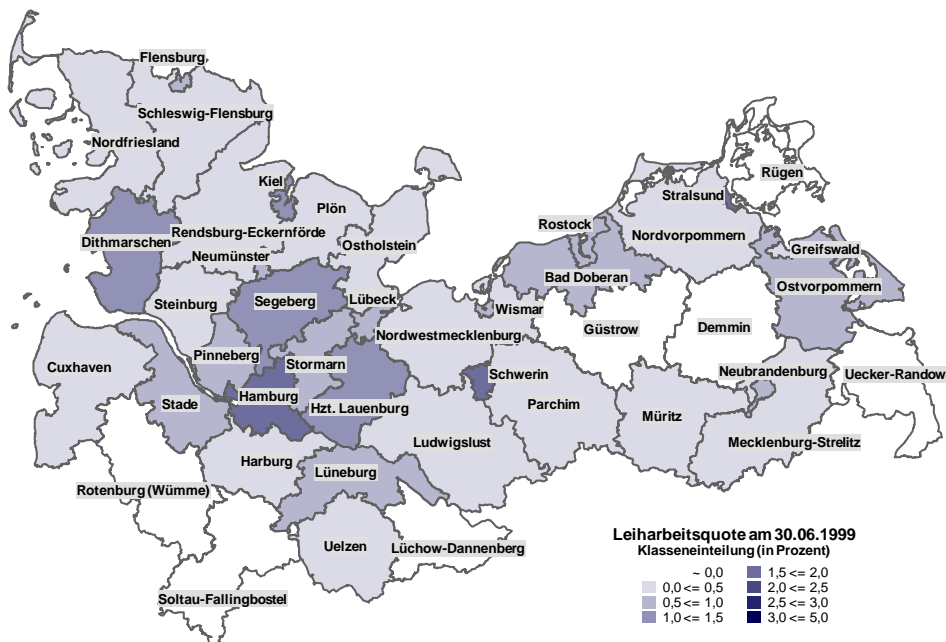 Flensburg
Schleswig-Flensburg
Nordfriesland
Kiel
Plön
Rügen
Stralsund
Rostock
Nordvorpommern
Dithmarschen
Rendsburg-Eckernförde
Ostholstein
Greifswald
Neumünster
Bad Doberan
Ostvorpommern
Steinburg
Segeberg
Lübeck
Wismar
Güstrow
Demmin
Nordwestmecklenburg
Pinneberg
Stormarn
Cuxhaven
Schwerin
Neubrandenburg
Uecker-Randow
Stade
Hamburg
Hzt. Lauenburg
Parchim
Müritz
Ludwigslust
Mecklenburg-Strelitz
Harburg
Lüneburg
Rotenburg (Wümme)
Uelzen
Lüchow-Dannenberg
Soltau-Fallingbostel
Leiharbeitsquote am 30.06.1999
Klasseneinteilung (in Prozent)
~ 0,0
0,0 <= 0,5
0,5 <= 1,0
1,0 <= 1,5
1,5 <= 2,0
2,0 <= 2,5
2,5 <= 3,0
3,0 <= 5,0